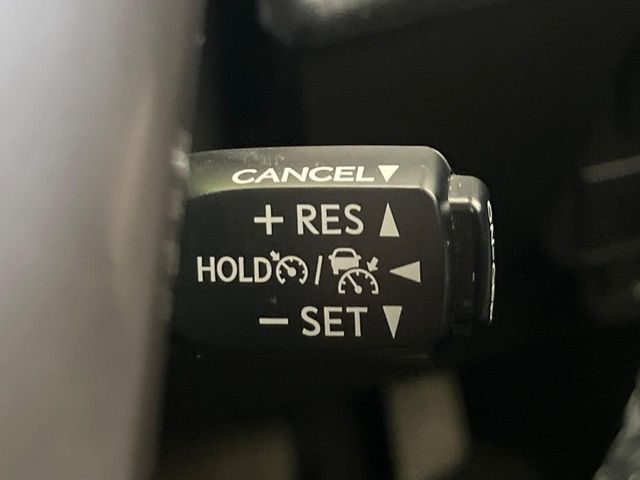 CANCEL▼
+ RES ▲
HOLD / ◀
- SET ▼